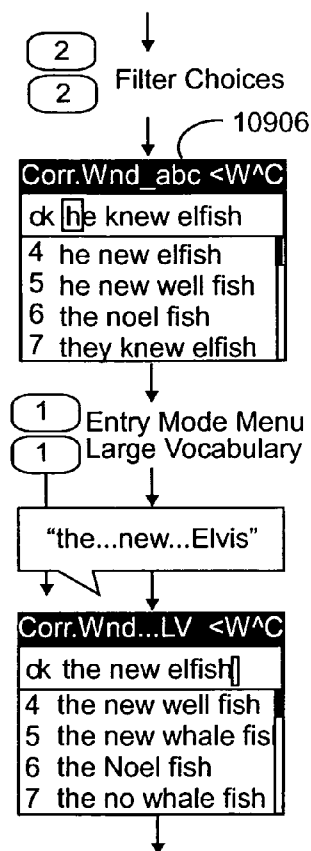 2
2
Filter Choices
10906
Corr.Wnd_abc <W^C
ok he knew elfish
4 he new elfish
5 he new well fish
6 the noel fish
7 they knew elfish
1
1
Entry Mode Menu
Large Vocabulary
“the...new...Elvis”
Corr.Wnd...LV <W^C
ok the new elfish
4 the new well fish
5 the new whale fis
6 the Noel fish
7 the no whale fish